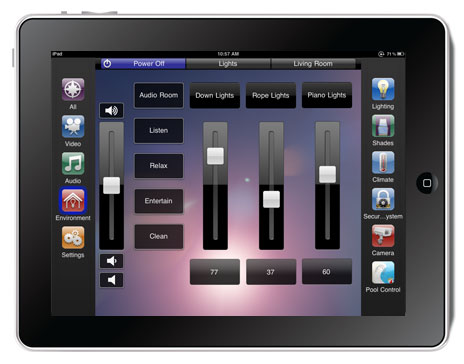 iPad
10:57 AM
71%
Power Off
Lights
Living Room
All
Video
Audio
Environment
Settings
Audio Room
Listen
Relax
Entertain
Clean
Down Lights
Rope Lights
Piano Lights
77
37
60
Lighting
Shades
Climate
Secur...ystem
Camera
Pool Control